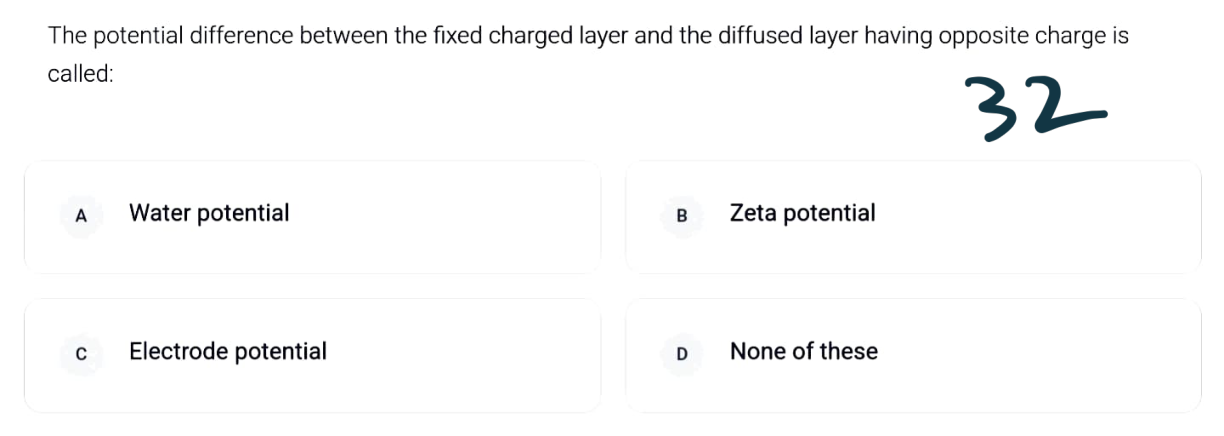 The potential difference between the fixed charged layer and the diffused layer having opposite charge is
called:
32
A Water potential
B Zeta potential
C Electrode potential
D None of these